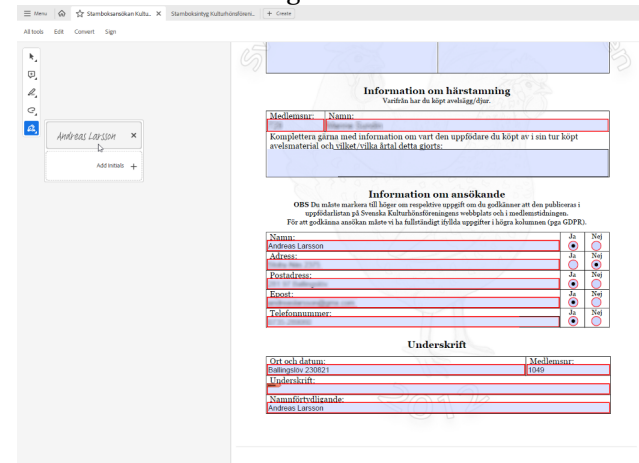 Menu
Stamboksansökan Kultu...
Stamboksintyg Kulturhönsfören...
+ Create
All tools Edit Convert Sign
Andreas Larsson
Add initials +
Information om härstamning
Varifrån har du köpt avelsägg/djur.
Medlemsnr: Namn:
Komplettera gärna med information om vart den uppfödare du köpt av i sin tur köpt
avelsmaterial och vilket/vilka årtal detta gjorts:
Information om ansökande
OBS Du måste markera till höger om respektive uppgift om du godkänner att den publiceras i
uppfödarlistan på Svenska Kulturhönsföreningens webbplats och i medlemstidningen.
För att godkänna ansökan måste vi ha fullständigt ifyllda uppgifter i högra kolumnen (pga GDPR).
Namn: Ja Nej
Andreas Larsson
Adress: Ja Nej
Postadress: Ja Nej
Epost: Ja Nej
Telefonnummer: Ja Nej
Underskrift
Ort och datum: Medlemsnr:
Ballingslöv 230821 1049
Underskrift:
Namnförtydligande:
Andreas Larsson
2012